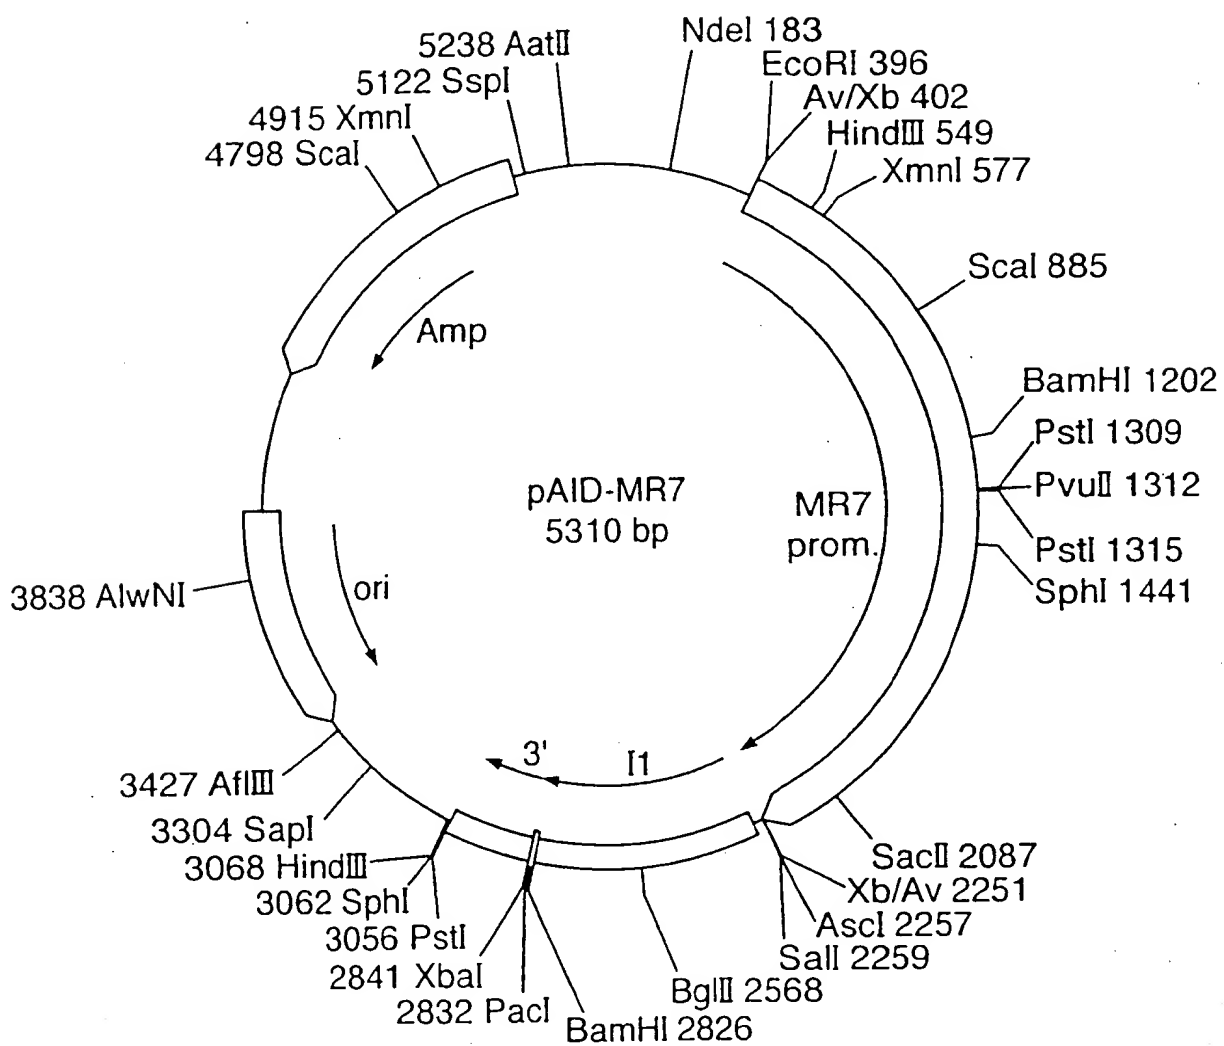 5238 AatⅡ
5122 SspI
4915 XmnI
4798 ScaI
NdeI 183
EcoRI 396
Av/Xb 402
HindⅢ 549
XmnI 577
ScaI 885
BamHI 1202
PstI 1309
PvuⅡ 1312
PstI 1315
SphI 1441
Amp
pAID-MR7
5310 bp
MR7
prom.
ori
3838 AlwNI
3'
I1
3427 AflⅢ
3304 SapI
3068 HindⅢ
3062 SphI
3056 PstI
2841 XbaI
2832 PacI
BamHI 2826
BglⅡ 2568
SalI 2259
AscI 2257
Xb/Av 2251
SacⅡ 2087